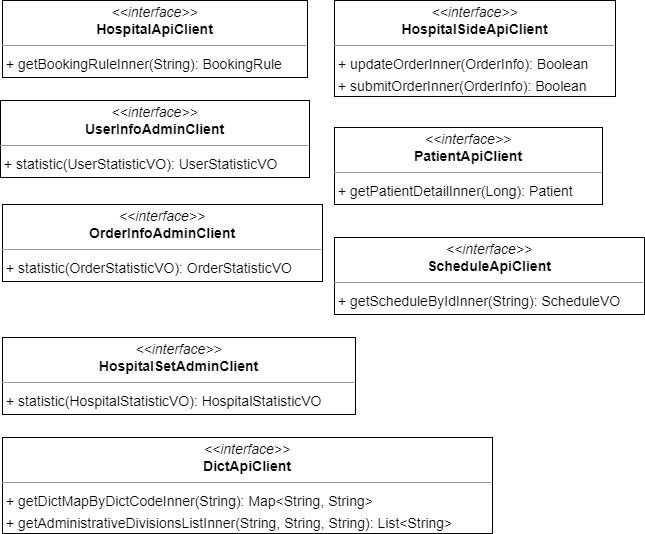 <<interface>>
HospitalApiClient
+ getBookingRuleInner(String): BookingRule
<<interface>>
HospitalSideApiClient
+ updateOrderInner(OrderInfo): Boolean
+ submitOrderInner(OrderInfo): Boolean
<<interface>>
UserInfoAdminClient
+ statistic(UserStatisticVO): UserStatisticVO
<<interface>>
PatientApiClient
+ getPatientDetailInner(Long): Patient
<<interface>>
OrderInfoAdminClient
+ statistic(OrderStatisticVO): OrderStatisticVO
<<interface>>
ScheduleApiClient
+ getScheduleByIdInner(String): ScheduleVO
<<interface>>
HospitalSetAdminClient
+ statistic(HospitalStatisticVO): HospitalStatisticVO
<<interface>>
DictApiClient
+ getDictMapByDictCodeInner(String): Map<String, String>
+ getAdministrativeDivisionsListInner(String, String, String): List<String>